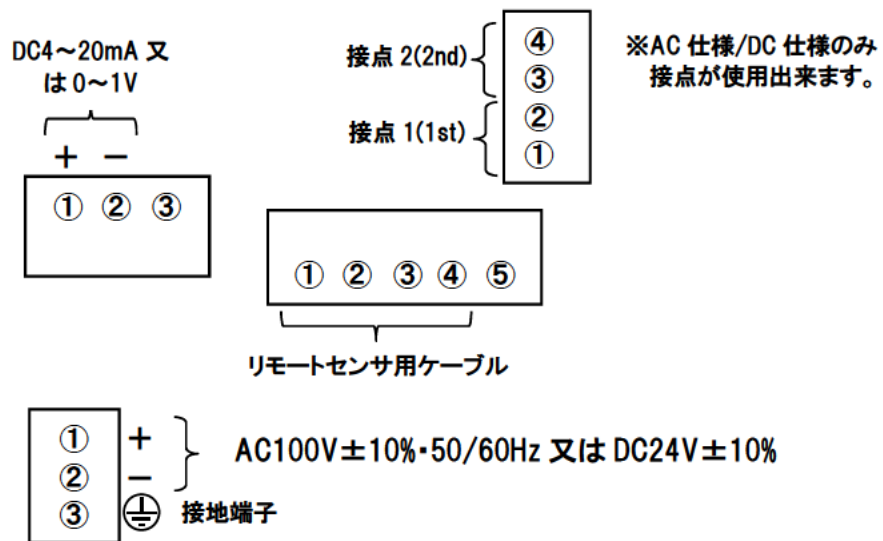 DC4～20mA 又
は 0～1V
＋ －
① ② ③
接点 2(2nd)
接点 1(1st)
④
③
②
①
※AC 仕様/DC 仕様のみ
接点が使用出来ます。
① ② ③ ④ ⑤
リモートセンサ用ケーブル
① ＋
② －
③ 接地端子
AC100V±10%・50/60Hz 又は DC24V±10%